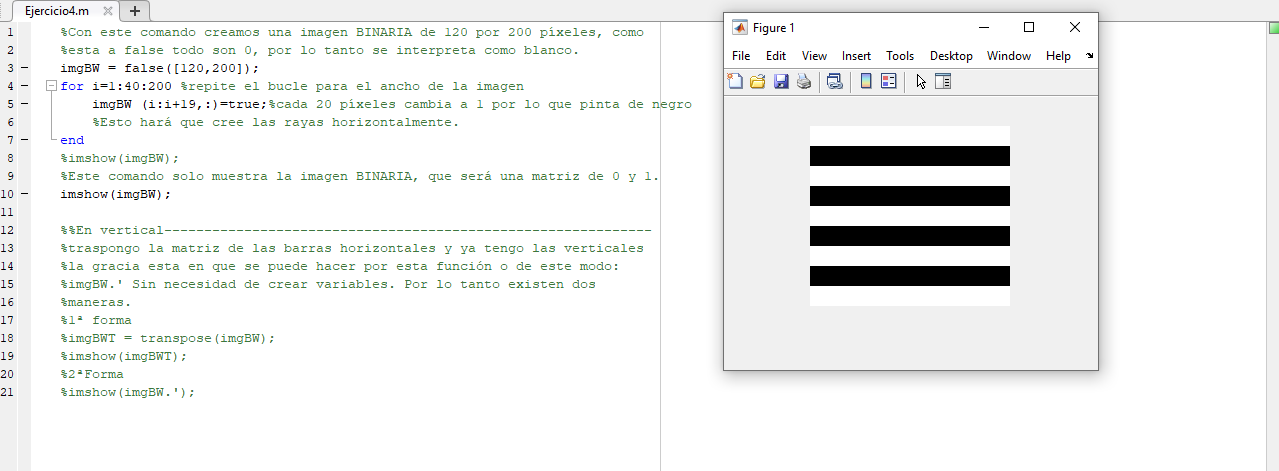 Ejercicio4.m
1 %Con este comando creamos una imagen BINARIA de 120 por 200 píxeles, como
2 %esta a false todo son 0, por lo tanto se interpreta como blanco.
3 imgBW = false([120,200]);
4 for i=1:40:200 %repite el bucle para el ancho de la imagen
5 imgBW (i:i+19,:)=true;%cada 20 píxeles cambia a 1 por lo que pinta de negro
6 %Esto hará que cree las rayas horizontalmente.
7 end
8 %imshow(imgBW);
9 %Este comando solo muestra la imagen BINARIA, que será una matriz de 0 y 1.
10 imshow(imgBW);
11
12 %%En vertical-------------------------------------------------------------
13 %traspongo la matriz de las barras horizontales y ya tengo las verticales
14 %la gracia esta en que se puede hacer por esta función o de este modo:
15 %imgBW.' Sin necesidad de crear variables. Por lo tanto existen dos
16 %maneras.
17 %1ª forma
18 %imgBWT = transpose(imgBW);
19 %imshow(imgBWT);
20 %2ªForma
21 %imshow(imgBW.');
Figure 1
File Edit View Insert Tools Desktop Window Help